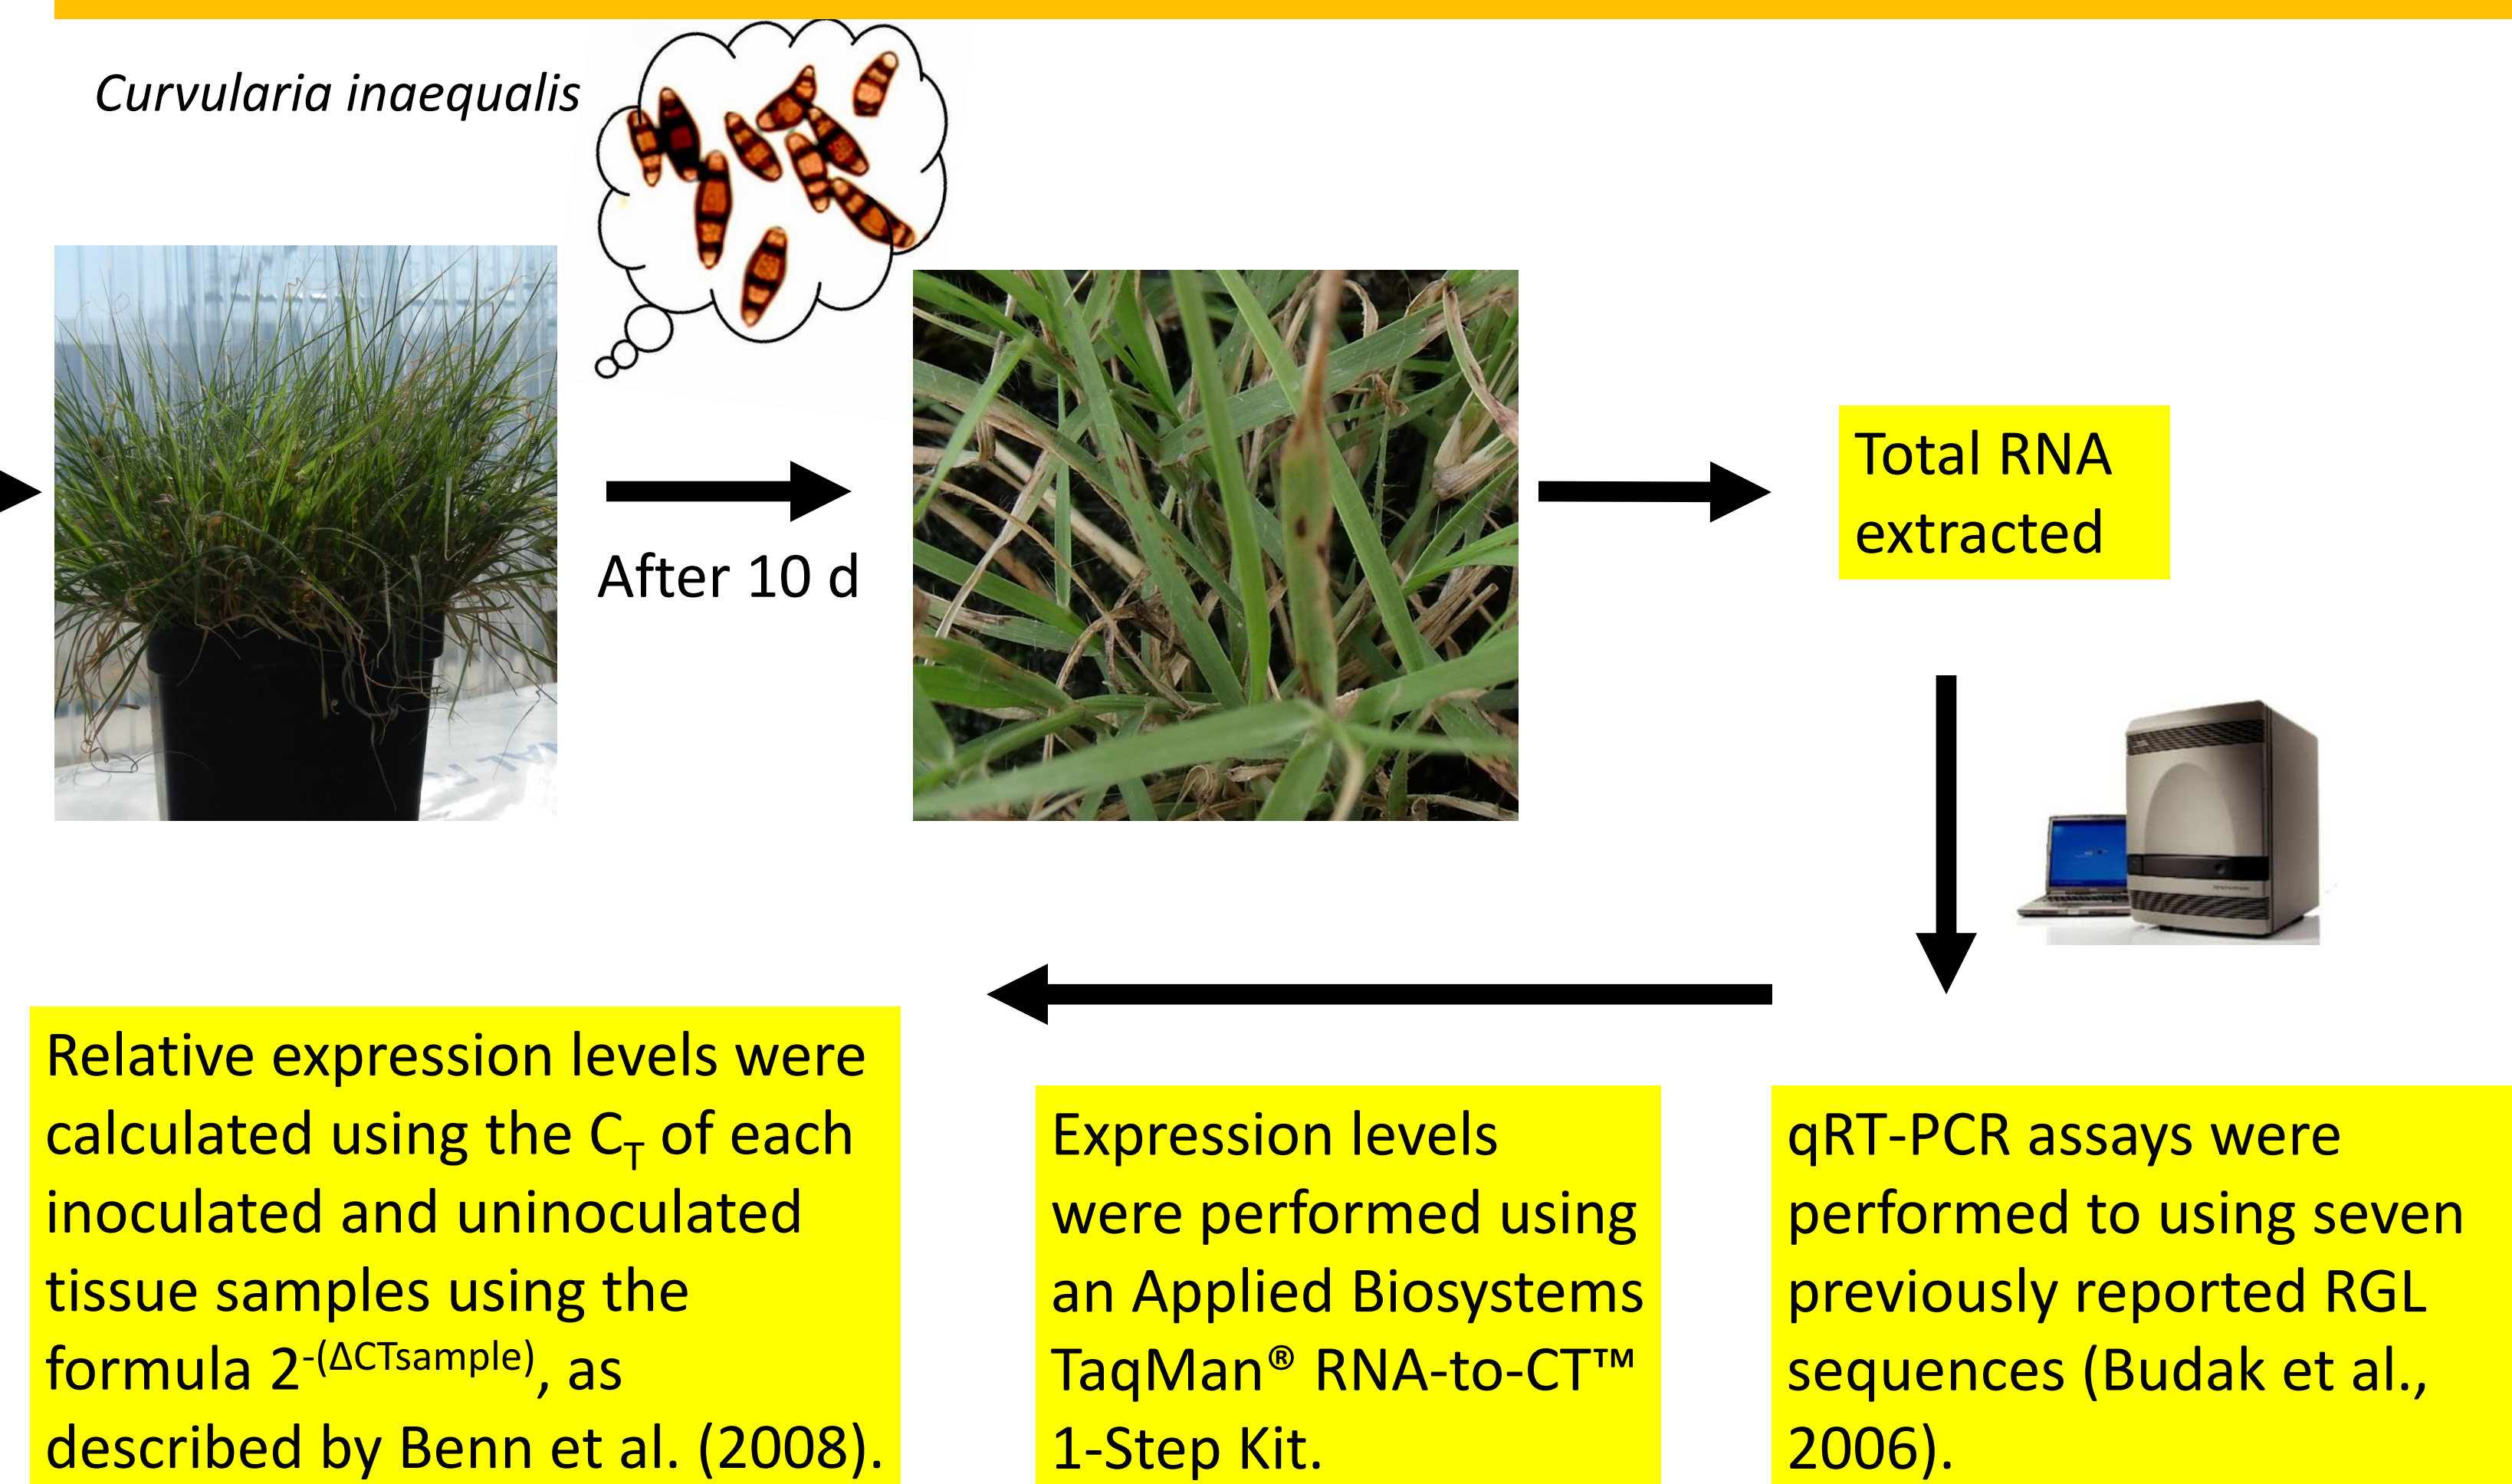 Curvularia inaequalis
After 10 d
Total RNA
extracted
Relative expression levels were
calculated using the CT of each
inoculated and uninoculated
tissue samples using the
formula 2-(ΔCTsample), as
described by Benn et al. (2008).
Expression levels
were performed using
an Applied Biosystems
TaqMan® RNA-to-CT™
1-Step Kit.
qRT-PCR assays were
performed to using seven
previously reported RGL
sequences (Budak et al.,
2006).